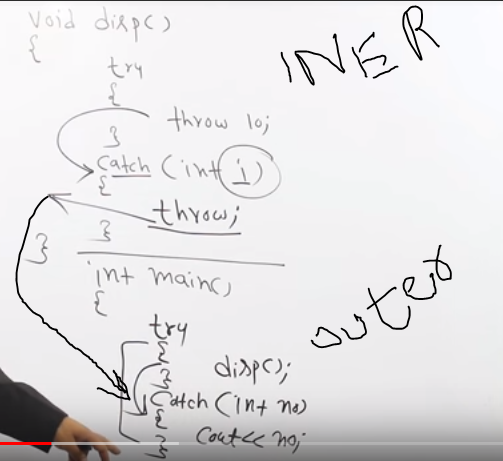 void disp()
{
try
{
throw 10;
}
catch (int i)
{
throw;
}
}
int main()
{
try
{
disp();
}
Catch (int no)
{
Cout<< no;
}
INER
outer